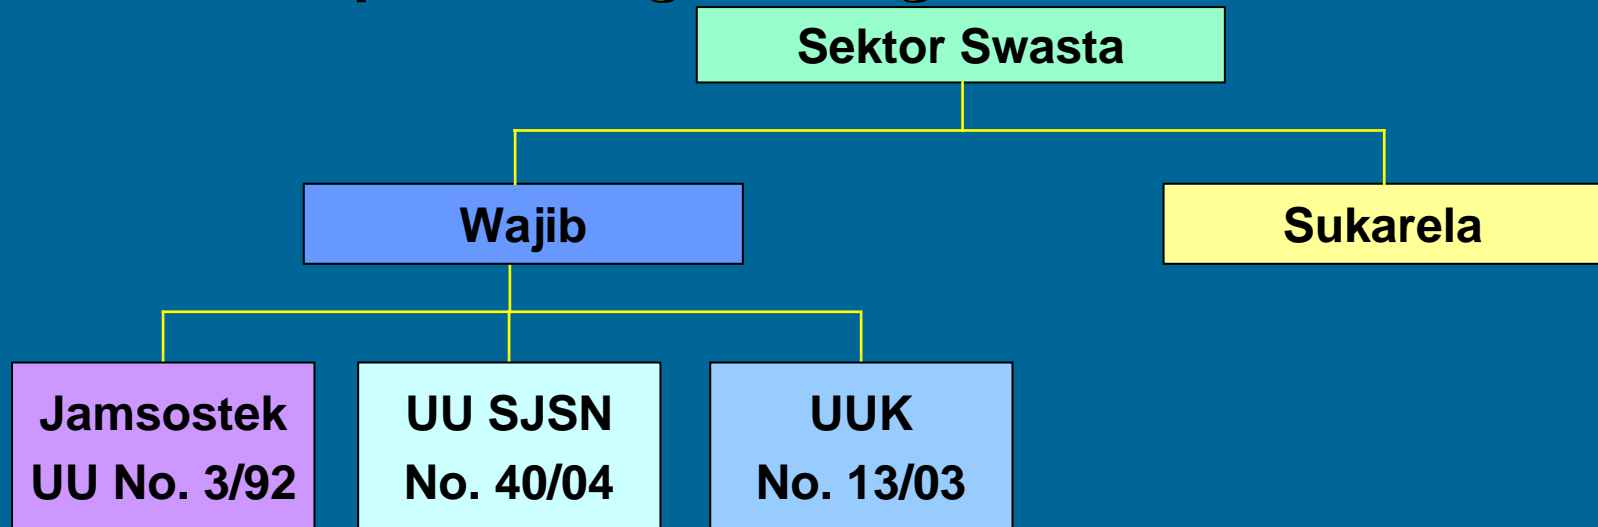 Sektor Swasta
Wajib
Sukarela
Jamsostek
UU No. 3/92
UU SJSN
No. 40/04
UUK
No. 13/03